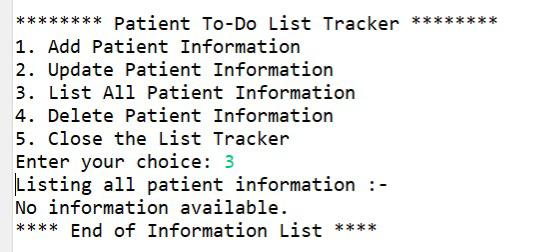 ******** Patient To-Do List Tracker ********
1. Add Patient Information
2. Update Patient Information
3. List All Patient Information
4. Delete Patient Information
5. Close the List Tracker
Enter your choice: 3
Listing all patient information :-
No information available.
**** End of Information List ****